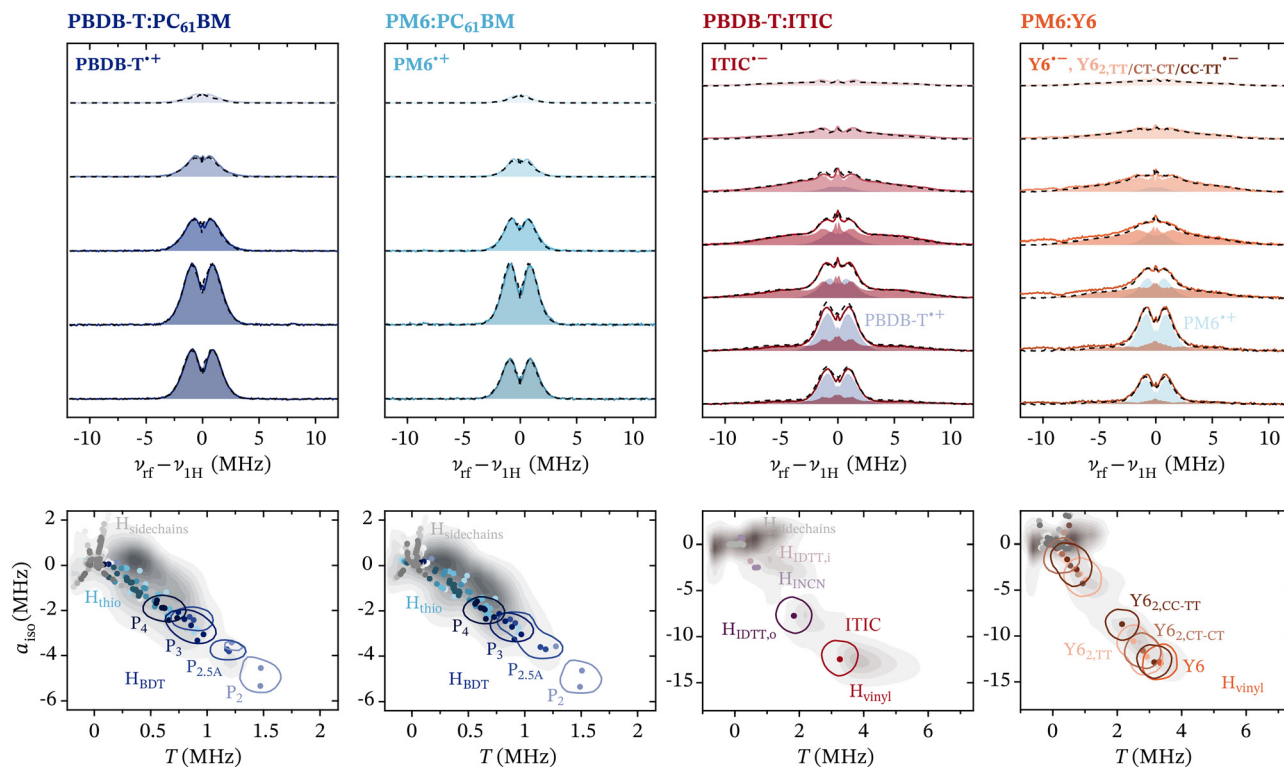 PBDB-T:PC₆₁BM
PM6:PC₆₁BM
PBDB-T:ITIC
PM6:Y6
PBDB-T•+
PM6•+
ITIC•−
Y6•−, Y6₂,TT/CT-CT/CC-TT•−
PBDB-T•+
PM6•+
-10 -5 0 5 10
-10 -5 0 5 10
-10 -5 0 5 10
-10 -5 0 5 10
νrf − ν1H (MHz)
νrf − ν1H (MHz)
νrf − ν1H (MHz)
νrf − ν1H (MHz)
aiso (MHz)
2
0
-2
-4
-6
Hsidechains
Hthio
P₄
P₃
P2.5A
HBDT
P₂
0 0.5 1 1.5 2
T (MHz)
2
0
-2
-4
-6
Hsidechains
Hthio
P₄
P₃
P2.5A
HBDT
P₂
0 0.5 1 1.5 2
T (MHz)
0
-5
-10
-15
Hsidechains
HIDTT,i
HINCN
HIDTT,o
ITIC
Hvinyl
0 2 4 6
T (MHz)
2
0
-5
-10
-15
Y6₂,CC-TT
Y6₂,CT-CT
Y6₂,TT
Y6
Hvinyl
0 2 4 6
T (MHz)